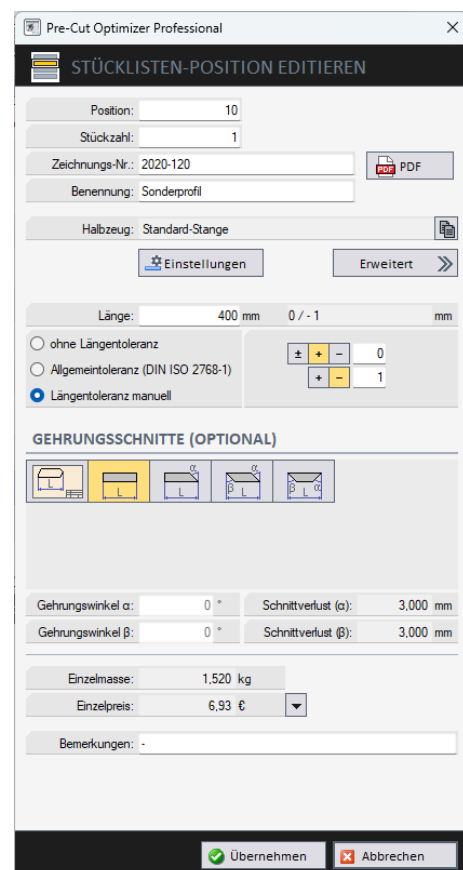 Pre-Cut Optimizer Professional
STÜCKLISTEN-POSITION EDITIEREN
Position: 10
Stückzahl: 1
Zeichnungs-Nr.: 2020-120 PDF PDF
Benennung: Sonderprofil
Halbzeug: Standard-Stange
Einstellungen Erweitert
Länge: 400 mm 0 / - 1 mm
ohne Längentoleranz
± + − 0
Allgemeintoleranz (DIN ISO 2768-1)
+ − 1
Längentoleranz manuell
GEHRUNGSSCHNITTE (OPTIONAL)
L L α L β α L β L α
Gehrungswinkel α: 0 ° Schnittverlust (α): 3,000 mm
Gehrungswinkel β: 0 ° Schnittverlust (β): 3,000 mm
Einzelmasse: 1,520 kg
Einzelpreis: 6,93 €
Bemerkungen: -
Übernehmen Abbrechen